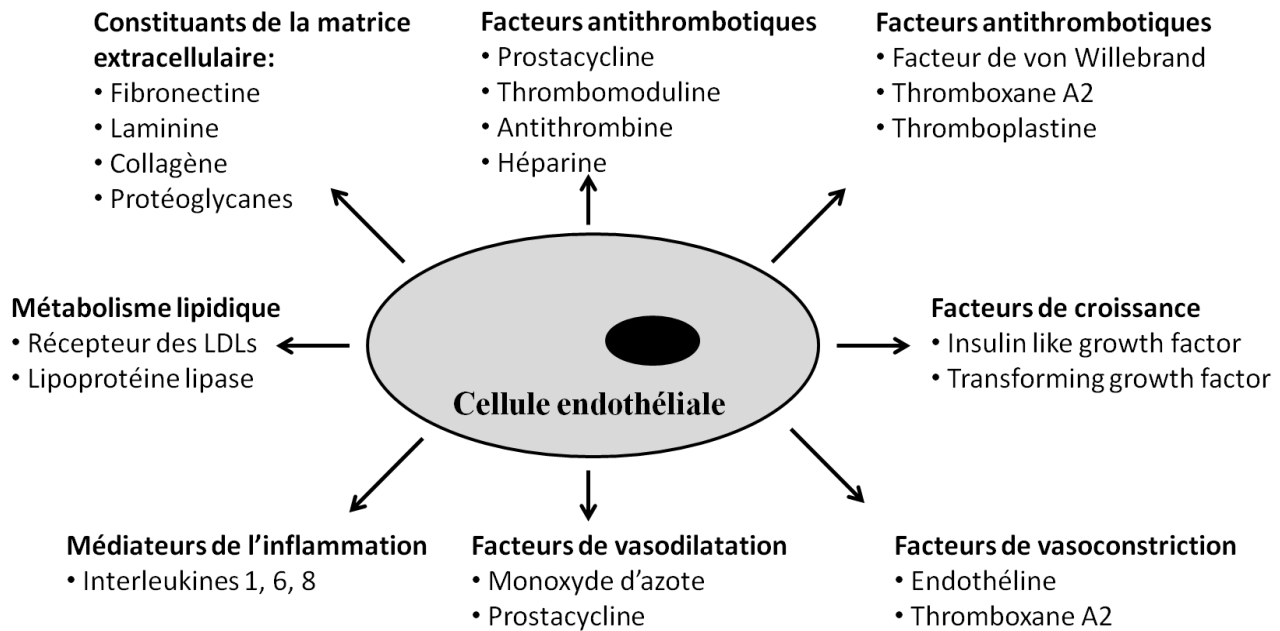 Constituants de la matrice
extracellulaire:
• Fibronectine
• Laminine
• Collagène
• Protéoglycanes
Facteurs antithrombotiques
• Prostacycline
• Thrombomoduline
• Antithrombine
• Héparine
Facteurs antithrombotiques
• Facteur de von Willebrand
• Thromboxane A2
• Thromboplastine
Métabolisme lipidique
• Récepteur des LDLs
• Lipoprotéine lipase
Cellule endothéliale
Facteurs de croissance
• Insulin like growth factor
• Transforming growth factor
Médiateurs de l’inflammation
• Interleukines 1, 6, 8
Facteurs de vasodilatation
• Monoxyde d’azote
• Prostacycline
Facteurs de vasoconstriction
• Endothéline
• Thromboxane A2